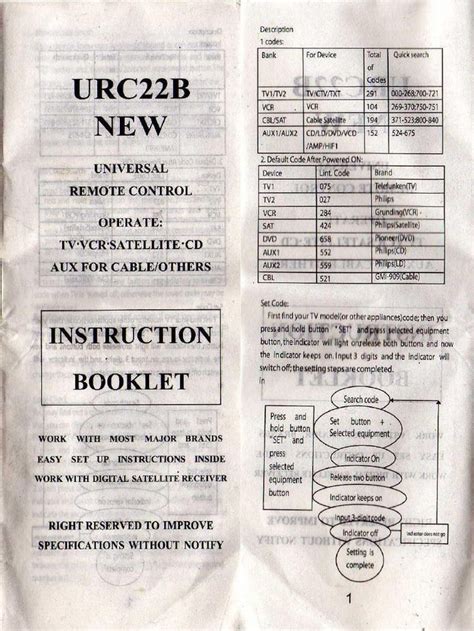 URC22B
NEW
UNIVERSAL
REMOTE CONTROL
OPERATE:
TV·VCR·SATELLITE·CD
AUX FOR CABLE/OTHERS
INSTRUCTION
BOOKLET
WORK WITH MOST MAJOR BRANDS
EASY SET UP INSTRUCTIONS INSIDE
WORK WITH DIGITAL SATELLITE RECEIVER
RIGHT RESERVED TO IMPROVE
SPECIFICATIONS WITHOUT NOTIFY
Description
1 codes:
Bank For Device Total of Codes Quick search
TV1/TV2 TV/CTV/TXT 291 000-268;700-721
VCR VCR 104 269-370;750-751
CBL/SAT Cable Satellite 194 371-523;800-840
AUX1/AUX2 CD/LD/DVD/VCD /AMP/HIFI 152 524-675
2. Default Code After Powered ON:
Device Lint. Code Brand
TV1 075 Telefunken(TV)
TV2 027 Philips
VCR 284 Grunding(VCR)
SAT 424 Philips(Satellite)
DVD 658 Pioneer(DVD)
AUX1 552 Philips(CD)
AUX2 559 Philips(LD)
CBL 521 GMI-909(Cable)
Set Code:
First find your TV model(or other appliances)code; then you
press and hold button "SET" and press selected equipment
button,the indicator will light on release both buttons and now
the Indicator keeps on. Input 3 digits and the Indicator will
switch off; the setting steps are completed.
In
Search code
Press and
hold button
"SET" and
press
selected
equipment
button
Set button +
Selected equipment
Indicator On
Release two button
Indicator keeps on
Input 3-digit code
Indicator off
Indicator does not go
Setting is
complete
1